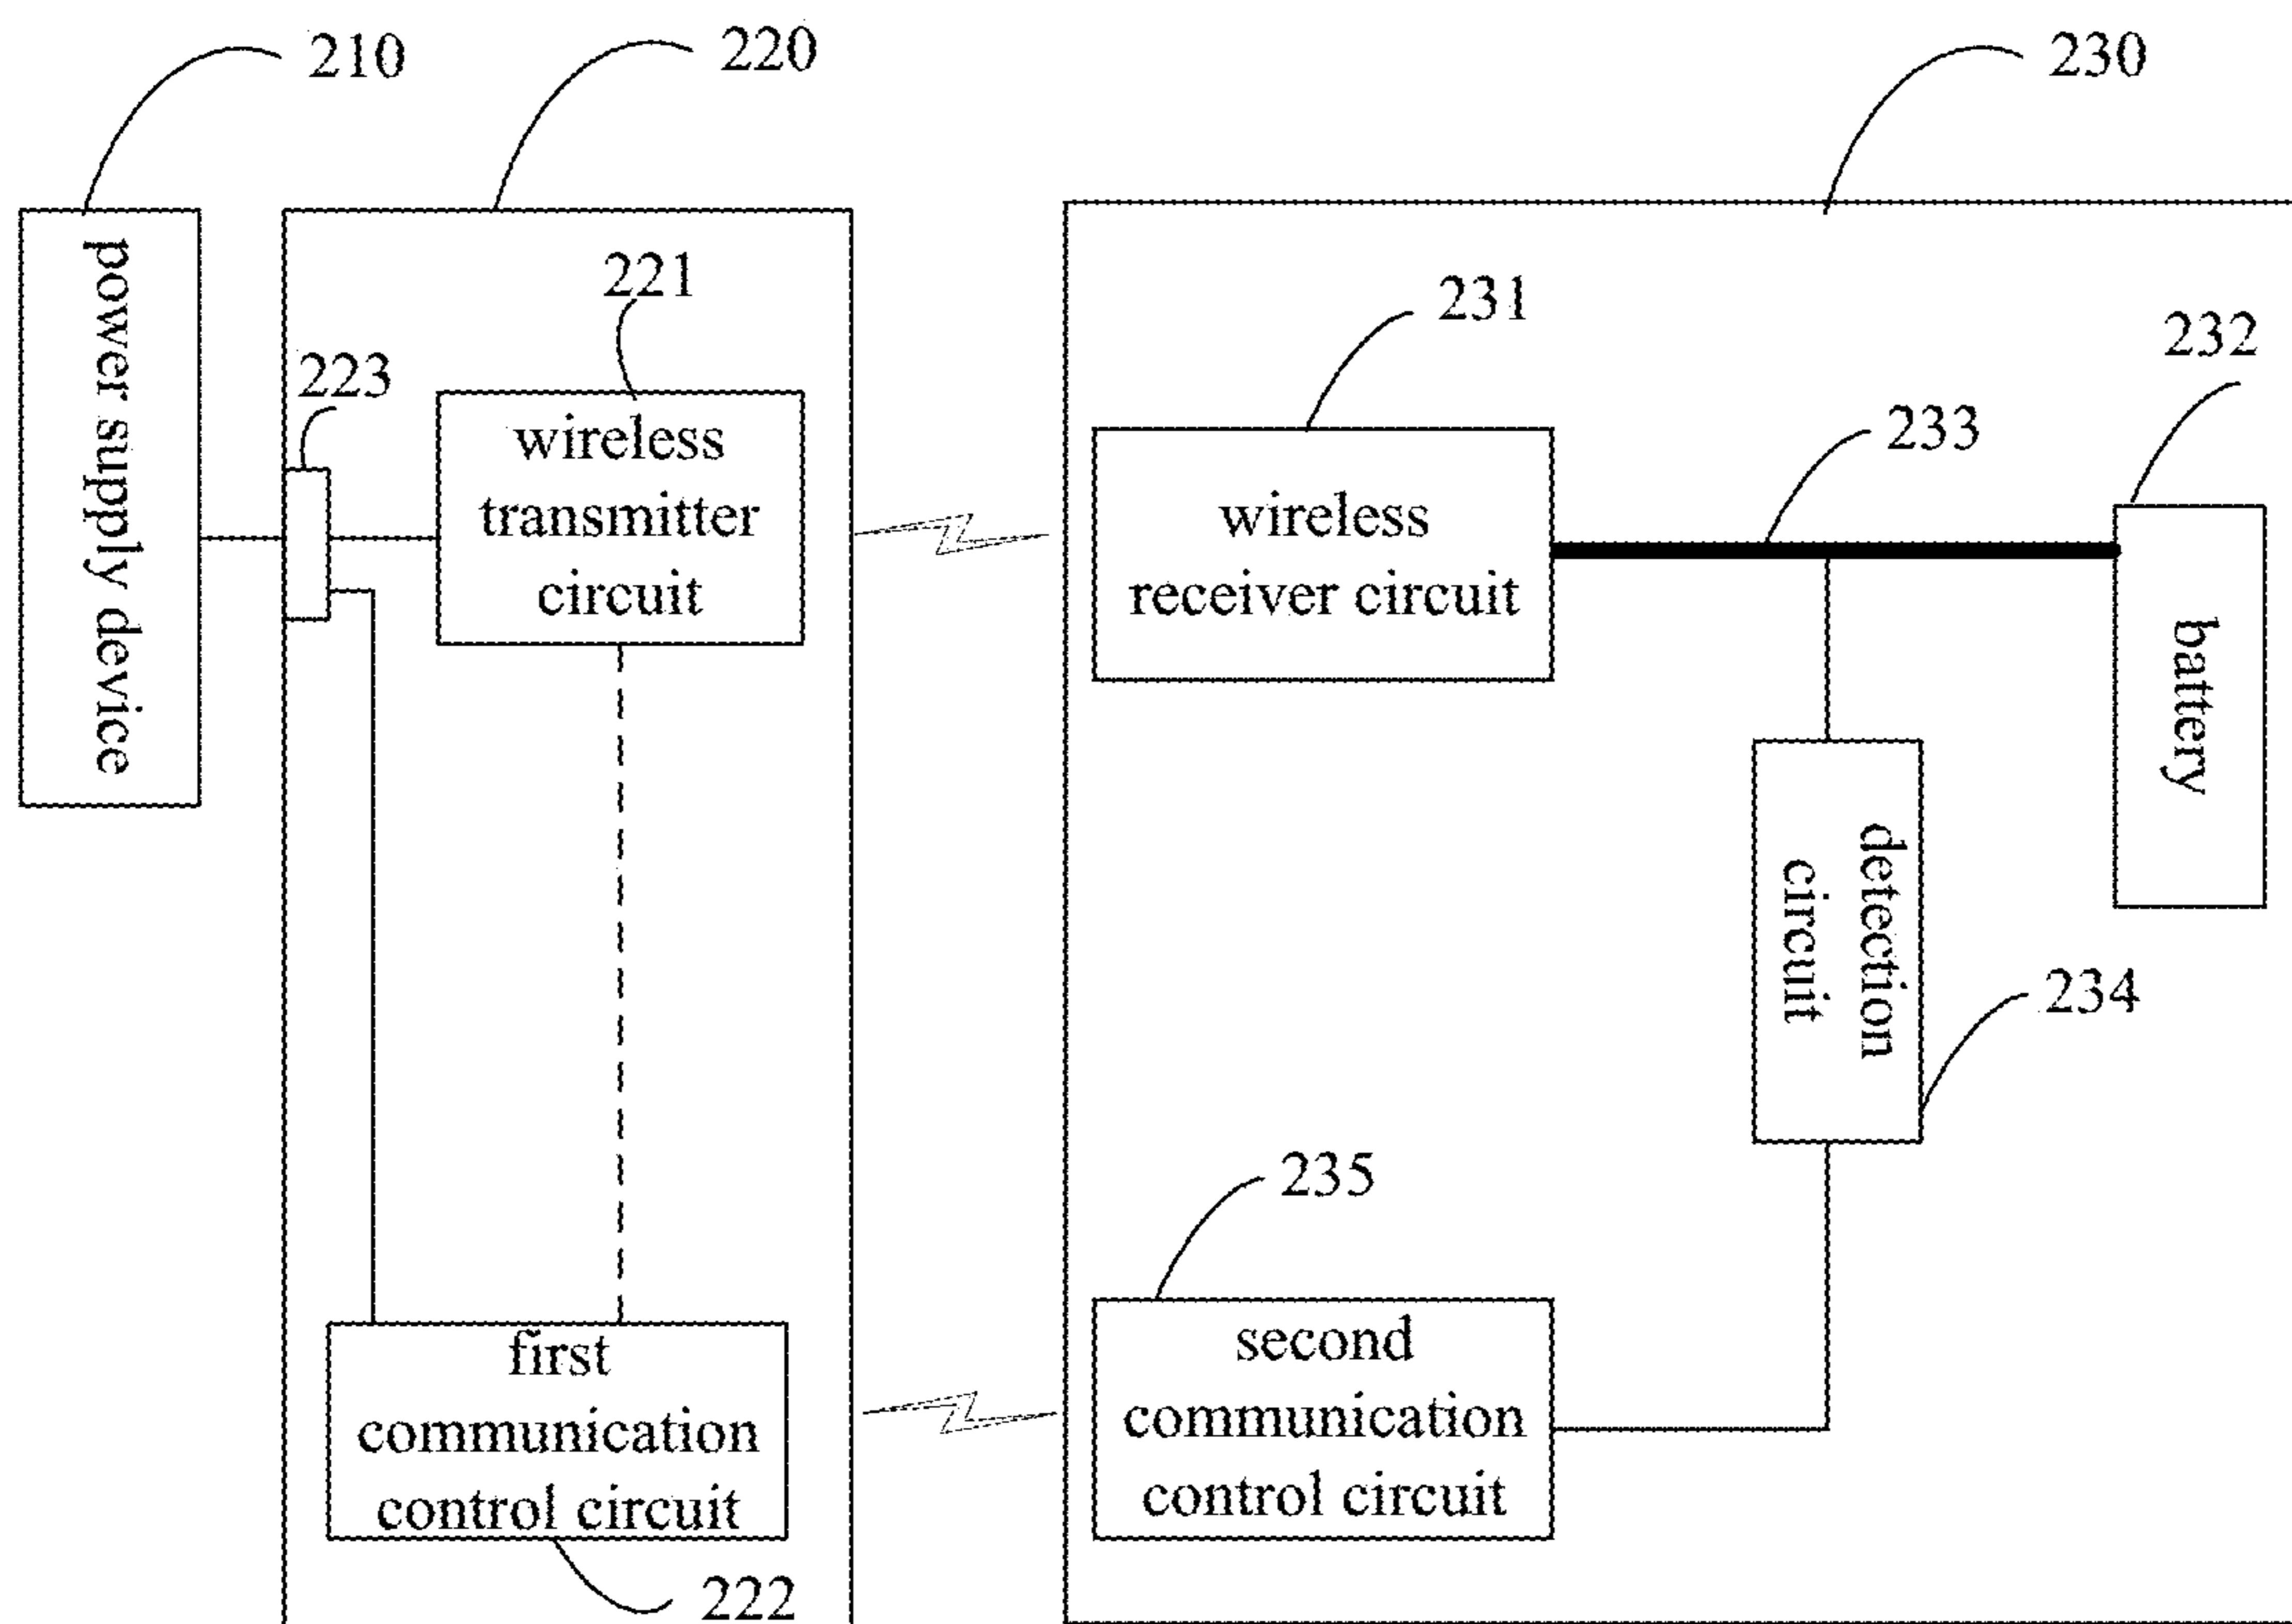 210
220
230
power supply device
221
223
wireless
transmitter
circuit
231
232
233
wireless
receiver circuit
battery
detection
circuit
234
235
first
communication
control circuit
second
communication
control circuit
222